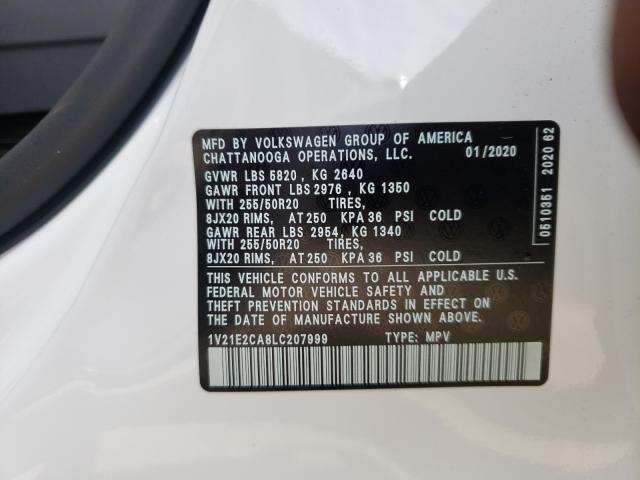 MFD BY VOLKSWAGEN GROUP OF AMERICA
CHATTANOOGA OPERATIONS, LLC. 01/2020
GVWR LBS 5820 , KG 2640
GAWR FRONT LBS 2976 , KG 1350
WITH 255/50R20 TIRES,
8JX20 RIMS, AT 250 KPA 36 PSI COLD
GAWR REAR LBS 2954, KG 1340
WITH 255/50R20 TIRES,
8JX20 RIMS, AT 250 KPA 36 PSI COLD
THIS VEHICLE CONFORMS TO ALL APPLICABLE U.S.
FEDERAL MOTOR VEHICLE SAFETY AND
THEFT PREVENTION STANDARDS IN EFFECT ON
THE DATE OF MANUFACTURE SHOWN ABOVE.
1V21E2CA8LC207999 TYPE: MPV
0510351 2020 62